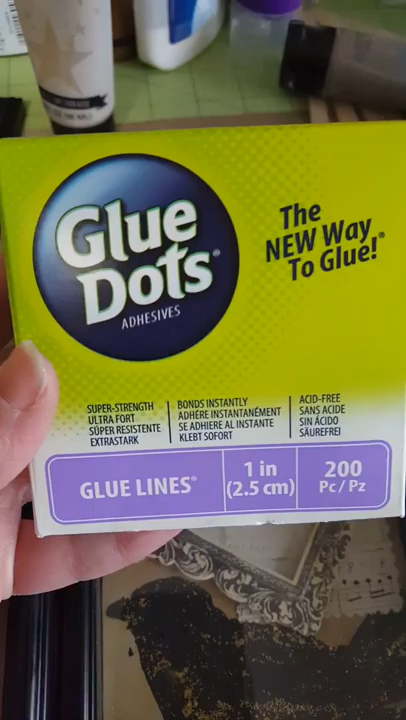 Glue
Dots®
ADHESIVES
The
NEW Way
To Glue!®
SUPER-STRENGTH
ULTRA FORT
SÚPER RESISTENTE
EXTRASTARK
BONDS INSTANTLY
ADHÈRE INSTANTANÉMENT
SE ADHIERE AL INSTANTE
KLEBT SOFORT
ACID-FREE
SANS ACIDE
SIN ÁCIDO
SÄUREFREI
GLUE LINES®
1 in
(2.5 cm)
200
Pc/Pz